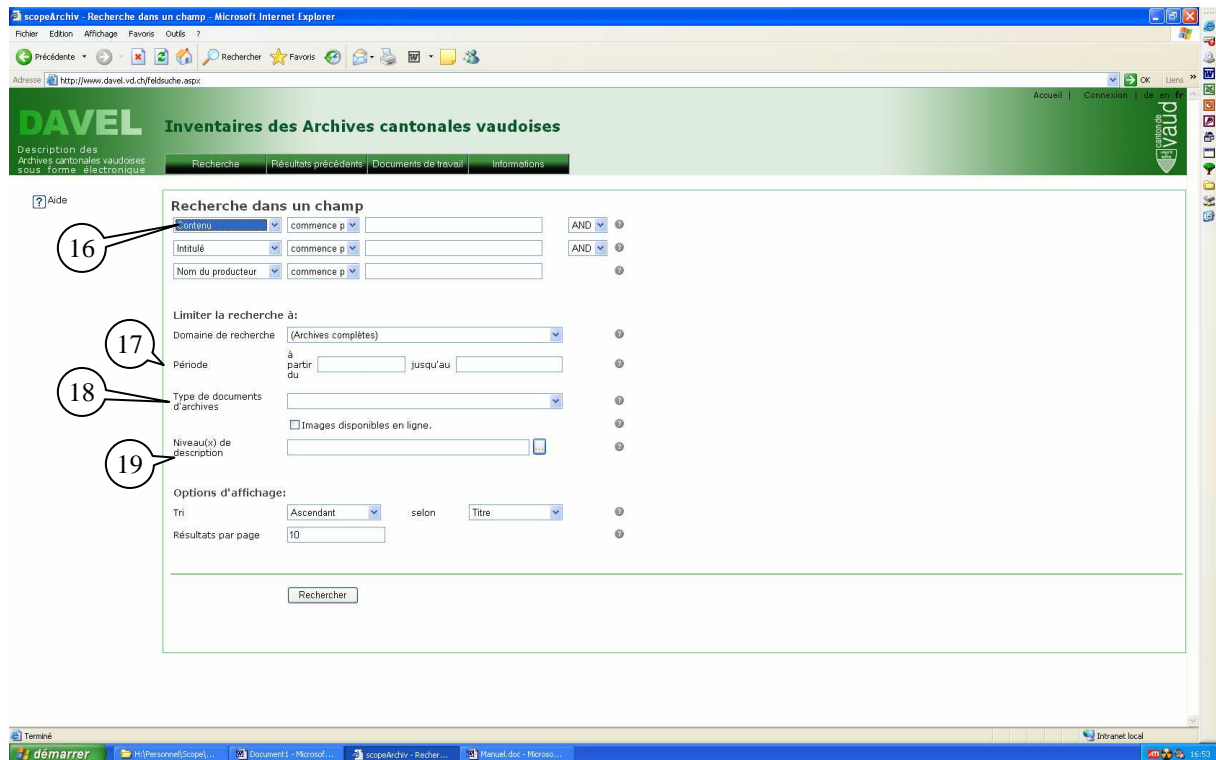 scopeArchiv - Recherche dans un champ - Microsoft Internet Explorer
Fichier Edition Affichage Favoris Outils ?
Précédente Rechercher Favoris
Adresse http://www.davel.vd.ch/feldsuche.aspx OK Liens »
Accueil | Connexion | de en fr
DAVEL Inventaires des Archives cantonales vaudoises
Description des
Archives cantonales vaudoises
sous forme électronique
canton de
vaud
Recherche Résultats précédents Documents de travail Informations
? Aide
Recherche dans un champ
16
Contenu commence p AND ?
Intitulé commence p AND ?
Nom du producteur commence p ?
Limiter la recherche à:
Domaine de recherche (Archives complètes) ?
17
Période à partir du jusqu'au ?
18
Type de documents d'archives ?
Images disponibles en ligne. ?
19
Niveau(x) de description ... ?
Options d'affichage:
Tri Ascendant selon Titre ?
Résultats par page 10 ?
Rechercher
Terminé Intranet local
démarrer H:\Personnel\Scope\... Document1 - Microsof... scopeArchiv - Recher... Manuel.doc - Microso... 16:53